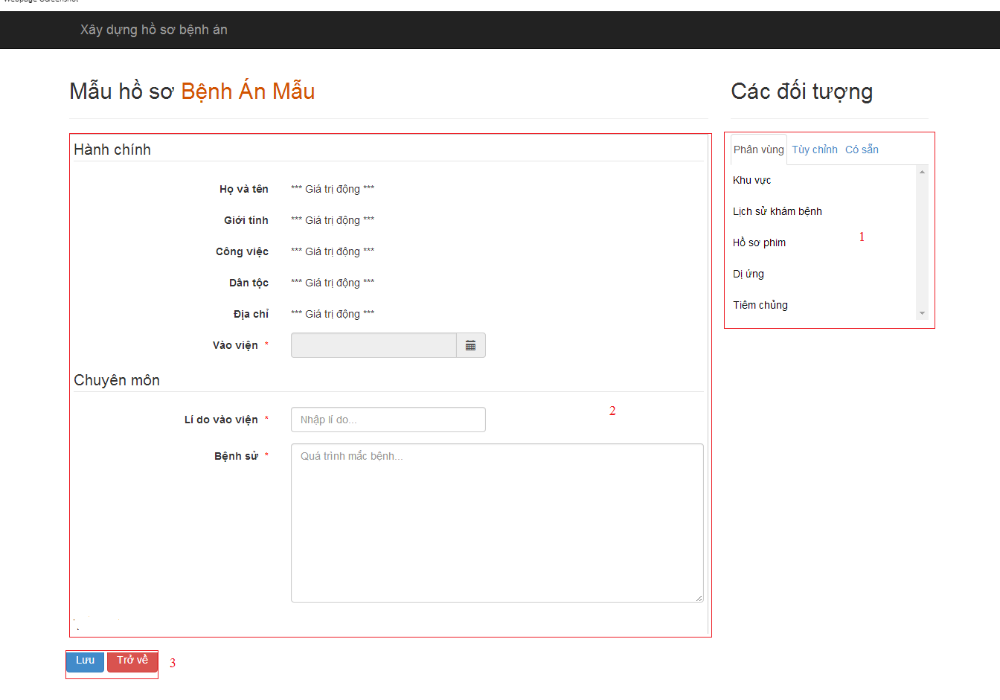 Webpage Screenshot
Xây dựng hồ sơ bệnh án
Mẫu hồ sơ Bệnh Án Mẫu
Hành chính
Họ và tên *** Giá trị động ***
Giới tính *** Giá trị động ***
Công việc *** Giá trị động ***
Dân tộc *** Giá trị động ***
Địa chỉ *** Giá trị động ***
Vào viện *
Chuyên môn
2
Lí do vào viện * Nhập lí do...
Bệnh sử * Quá trình mắc bệnh...
Lưu Trở về 3
Các đối tượng
Phân vùng Tùy chỉnh Có sẵn
Khu vực
Lịch sử khám bệnh
Hồ sơ phim
1
Dị ứng
Tiêm chủng